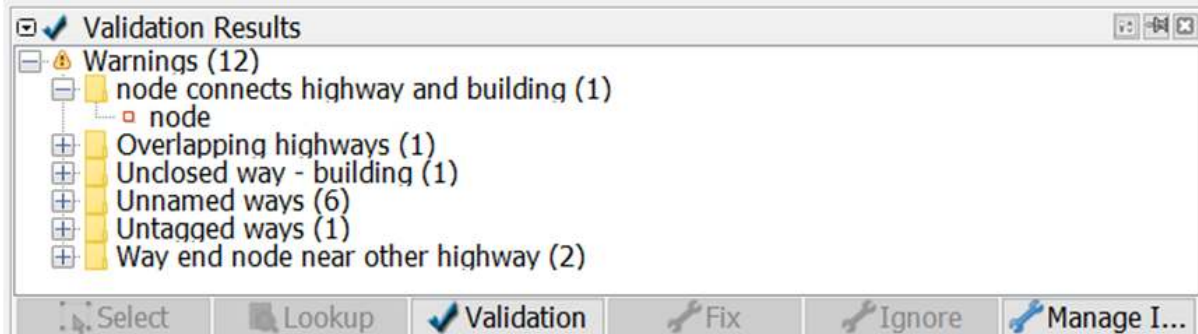 Validation Results
Warnings (12)
node connects highway and building (1)
node
Overlapping highways (1)
Unclosed way - building (1)
Unnamed ways (6)
Untagged ways (1)
Way end node near other highway (2)
Select Lookup Validation Fix Ignore Manage I...